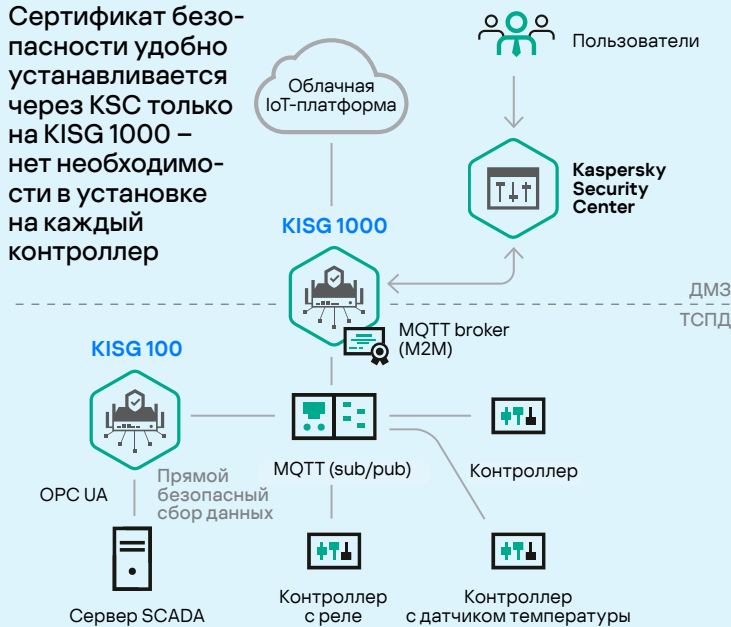 Сертификат безо-
пасности удобно
устанавливается
через KSC только
на KISG 1000 –
нет необходимо-
сти в установке
на каждый
контроллер
Облачная
IoT-платформа
Пользователи
Kaspersky
Security
Center
KISG 1000
ДМЗ
ТСПД
MQTT broker
(M2M)
KISG 100
MQTT (sub/pub)
Контроллер
OPC UA
Прямой
безопасный
сбор данных
Сервер SCADA
Контроллер
с реле
Контроллер
с датчиком температуры